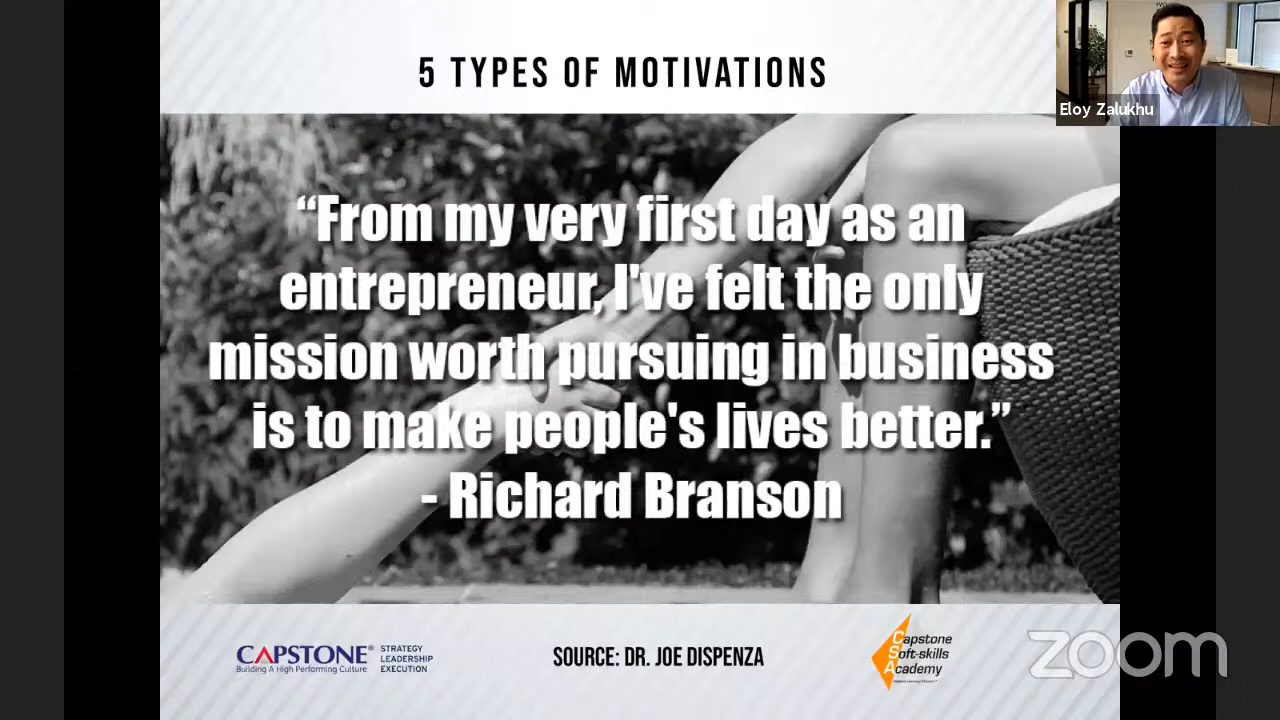 5 TYPES OF MOTIVATIONS
Eloy Zalukhu
“From my very first day as an
entrepreneur, I've felt the only
mission worth pursuing in business
is to make people's lives better.”
- Richard Branson
CAPSTONE®
Building A High Performing Culture
STRATEGY
LEADERSHIP
EXECUTION
SOURCE: DR. JOE DISPENZA
Capstone
Soft-skills
Academy
zoom